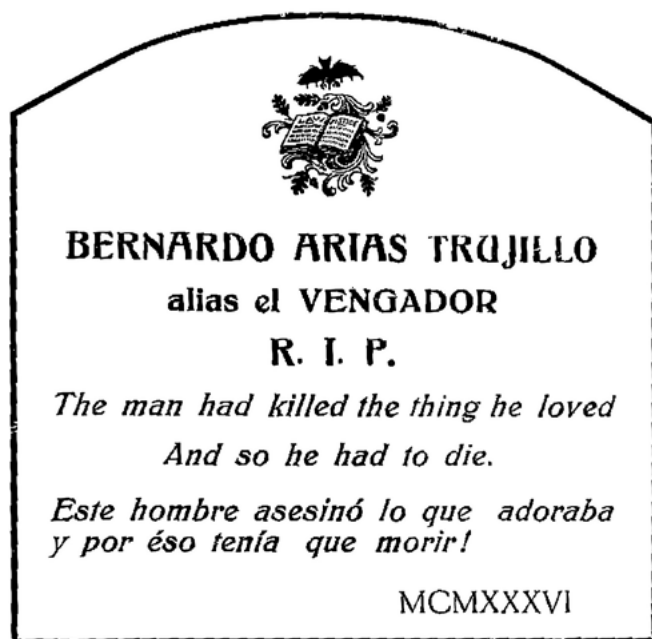 BERNARDO ARIAS TRUJILLO
alias el VENGADOR
R. I. P.
The man had killed the thing he loved
And so he had to die.
Este hombre asesinó lo que adoraba
y por éso tenía que morir!
MCMXXXVI